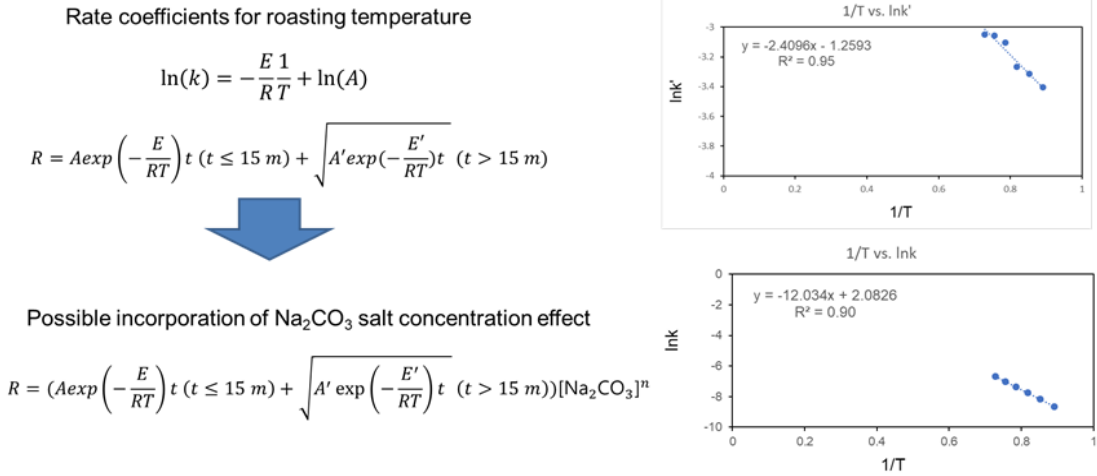 Rate coefficients for roasting temperature
ln(k) = −E/R 1/T + ln(A)
R = Aexp(−E/RT)t (t ≤ 15 m) + √(A′exp(−E′/RT)t) (t > 15 m)
Possible incorporation of Na₂CO₃ salt concentration effect
R = (Aexp(−E/RT)t (t ≤ 15 m) + √(A′ exp(−E′/RT)t) (t > 15 m))[Na₂CO₃]ⁿ
1/T vs. lnk'
y = -2.4096x - 1.2593
R² = 0.95
lnk'
-3
-3.2
-3.4
-3.6
-3.8
-4
0 0.2 0.4 0.6 0.8 1
1/T
1/T vs. lnk
y = -12.034x + 2.0826
R² = 0.90
lnk
0
-2
-4
-6
-8
-10
0 0.2 0.4 0.6 0.8 1
1/T